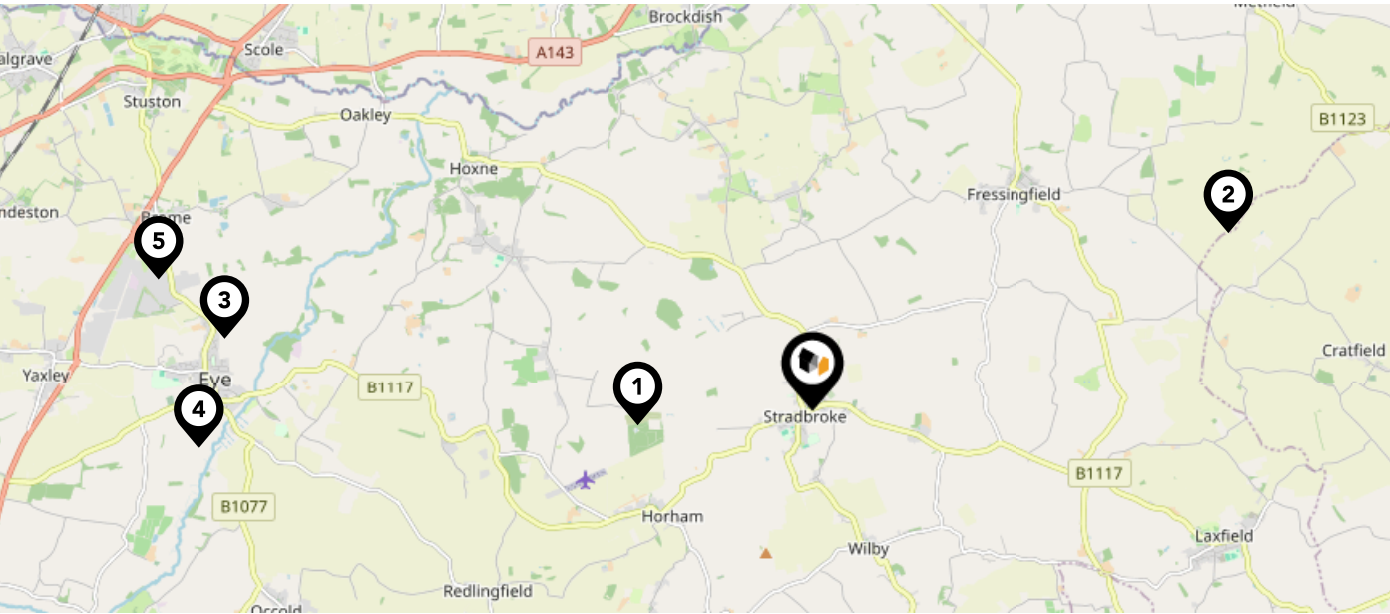 Brockdish
Scole
A143
algrave
Stuston
Oakley
B1123
Hoxne
Fressingfield
2
ndeston
5
3
Cratfield
Yaxley
Eye
B1117
1
4
Stradbroke
B1117
B1077
Horham
Laxfield
Wilby
Redlingfield
Occold